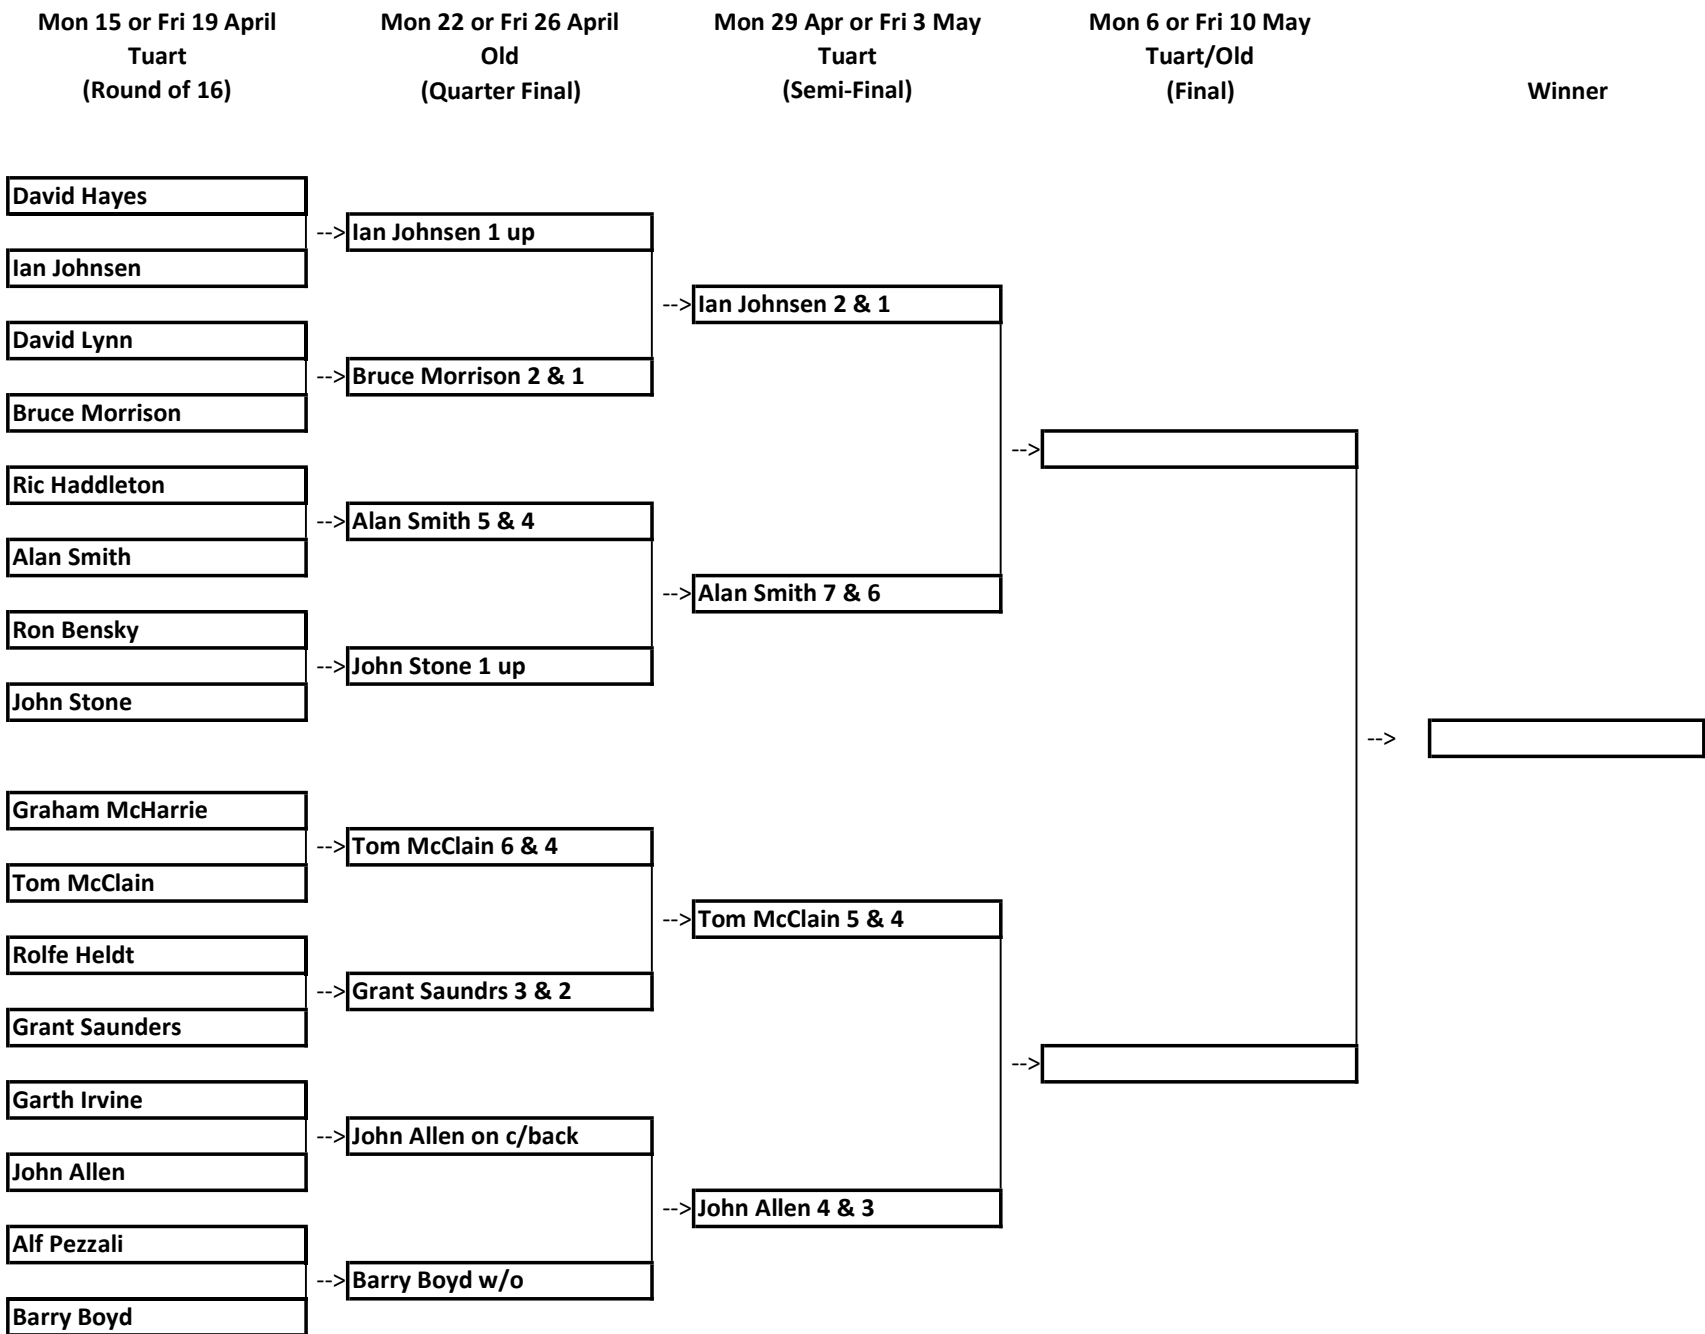 Mon 15 or Fri 19 April
Tuart
(Round of 16)
Mon 22 or Fri 26 April
Old
(Quarter Final)
Mon 29 Apr or Fri 3 May
Tuart
(Semi-Final)
Mon 6 or Fri 10 May
Tuart/Old
(Final)
Winner
David Hayes
--> Ian Johnsen 1 up
Ian Johnsen
--> Ian Johnsen 2 & 1
David Lynn
--> Bruce Morrison 2 & 1
Bruce Morrison
-->
Ric Haddleton
--> Alan Smith 5 & 4
Alan Smith
--> Alan Smith 7 & 6
Ron Bensky
--> John Stone 1 up
John Stone
-->
Graham McHarrie
--> Tom McClain 6 & 4
Tom McClain
--> Tom McClain 5 & 4
Rolfe Heldt
--> Grant Saundrs 3 & 2
Grant Saunders
-->
Garth Irvine
--> John Allen on c/back
John Allen
--> John Allen 4 & 3
Alf Pezzali
--> Barry Boyd w/o
Barry Boyd